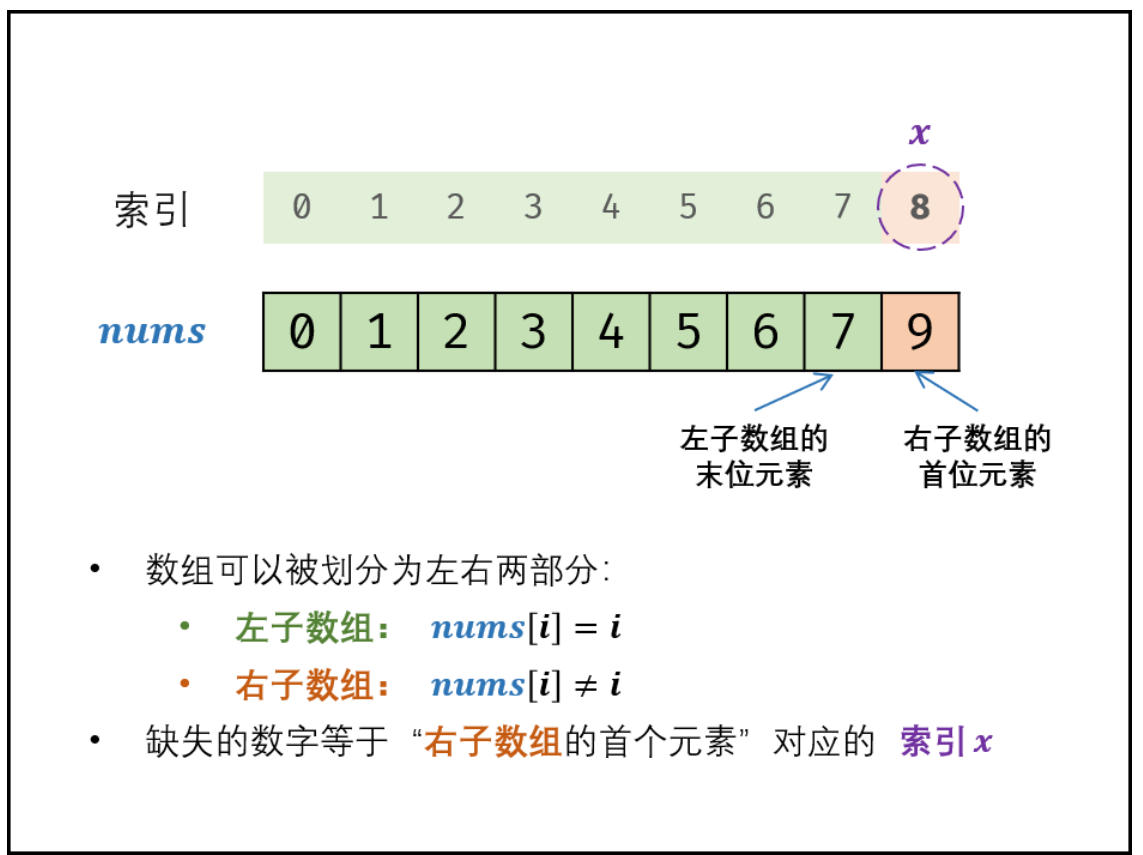 x
索引 0 1 2 3 4 5 6 7 8
nums 0 1 2 3 4 5 6 7 9
左子数组的 右子数组的
末位元素 首位元素
• 数组可以被划分为左右两部分：
• 左子数组： nums[i] = i
• 右子数组： nums[i] ≠ i
• 缺失的数字等于 “右子数组的首个元素” 对应的 索引 x